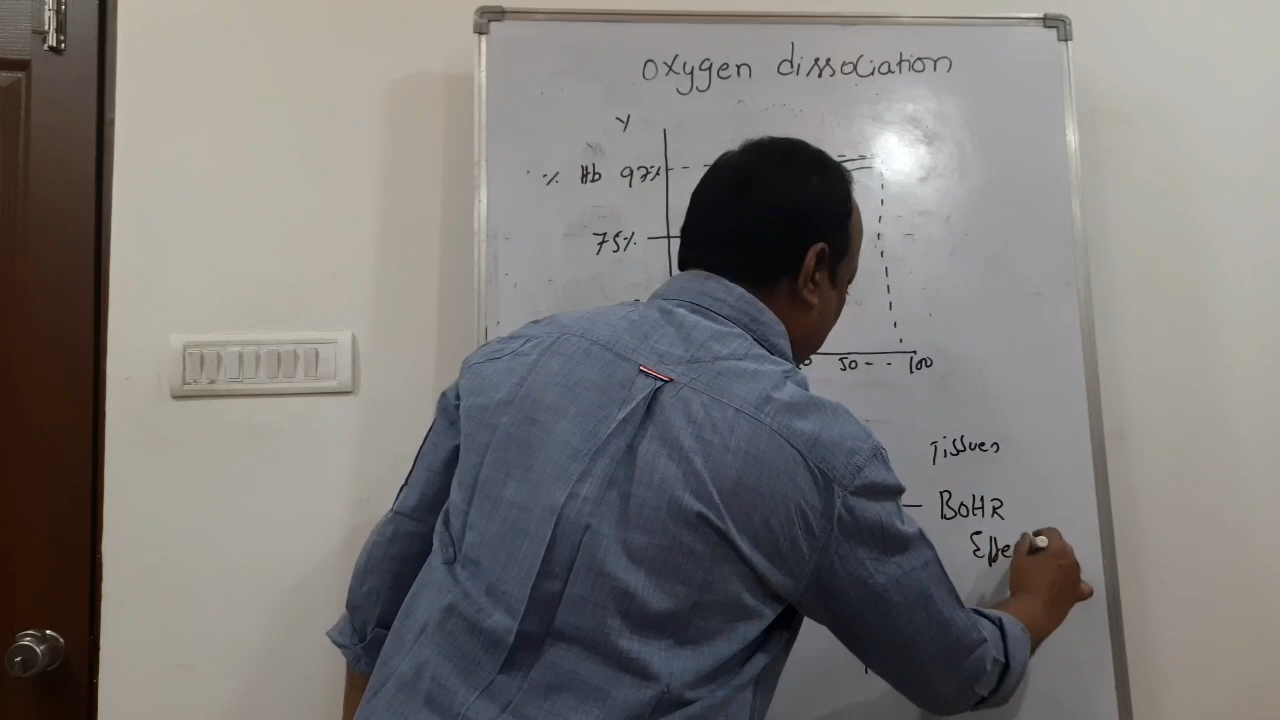 oxygen dissociation
Y
% Hb 97%
75%
50 - - 100
Tissues
— BOHR
Effe